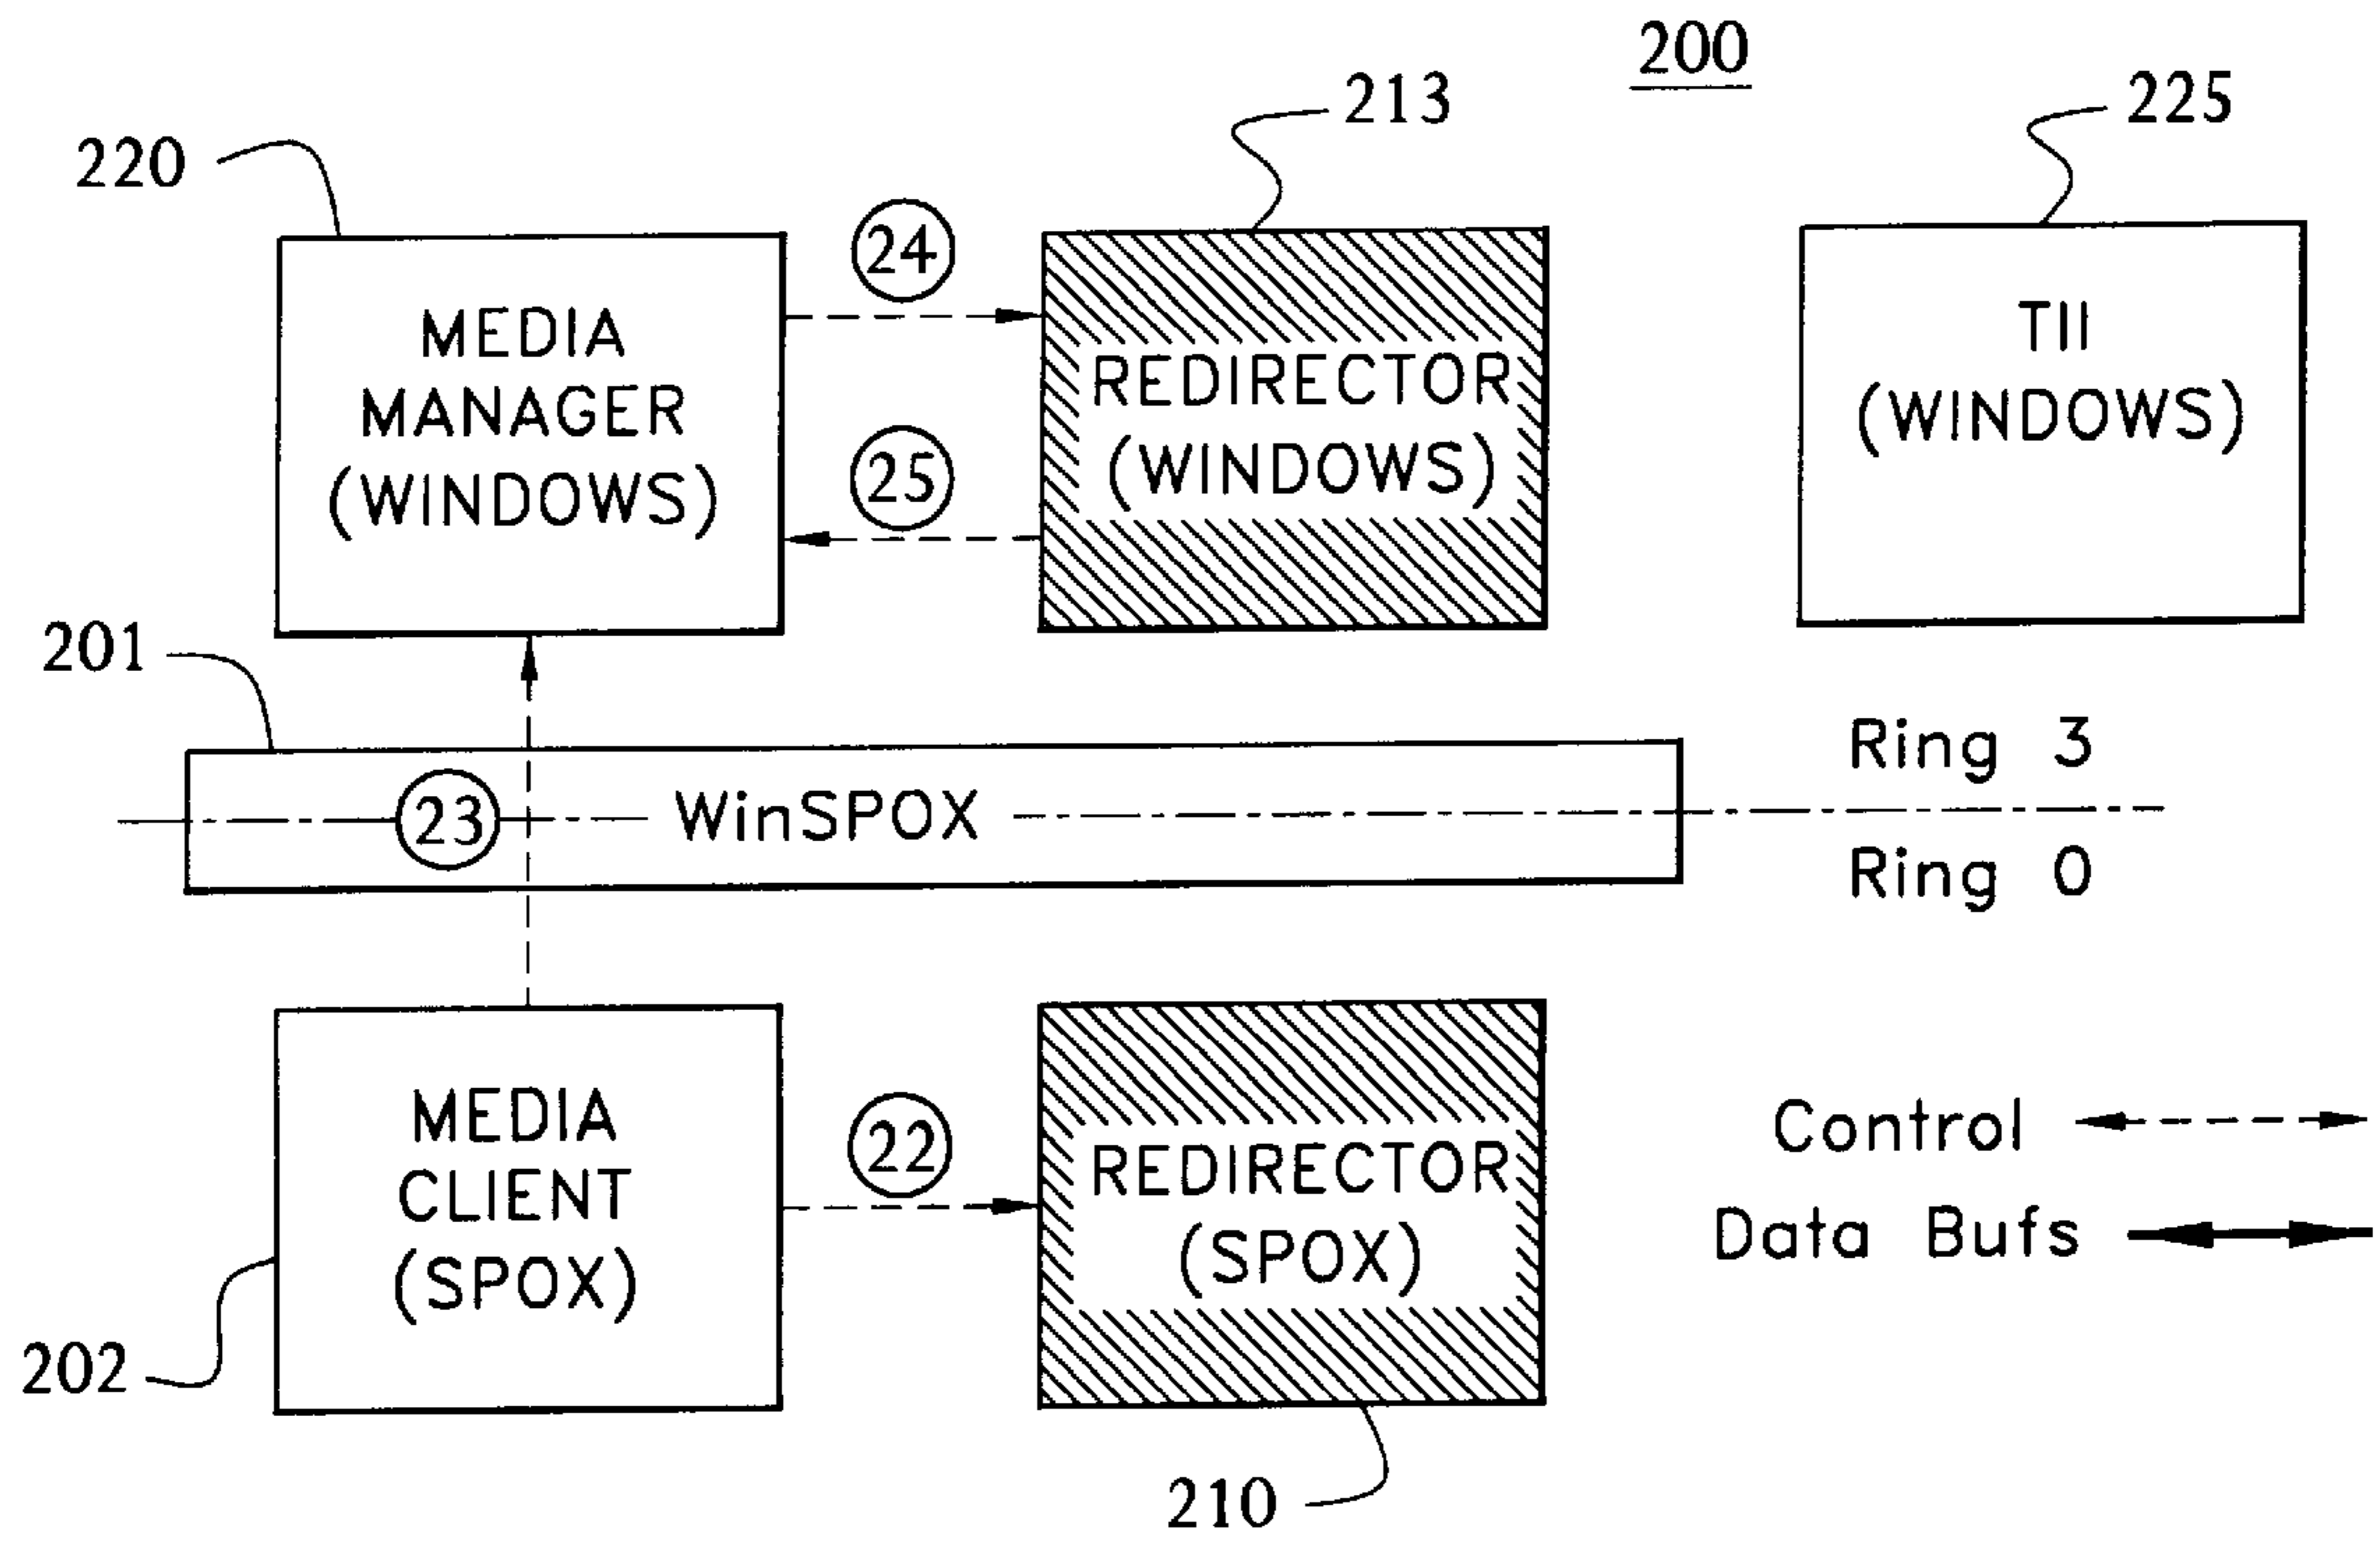 200
213
225
220
24
MEDIA
MANAGER
(WINDOWS)
REDIRECTOR
(WINDOWS)
TII
(WINDOWS)
25
201
Ring 3
23
WinSPOX
Ring 0
MEDIA
CLIENT
(SPOX)
22
REDIRECTOR
(SPOX)
Control
Data Bufs
202
210